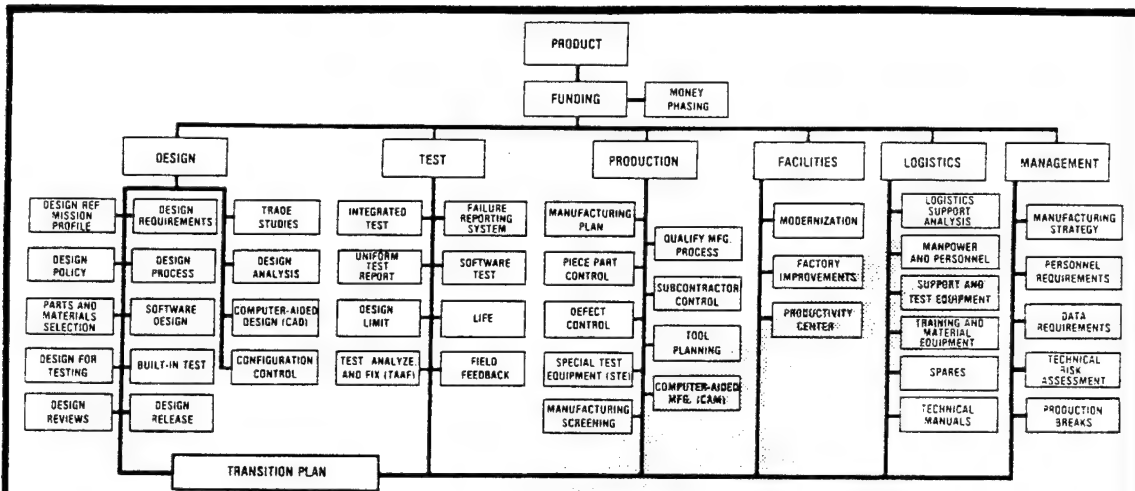 PRODUCT
FUNDING
MONEY
PHASING
DESIGN
TEST
PRODUCTION
FACILITIES
LOGISTICS
MANAGEMENT
DESIGN REF
MISSION
PROFILE
DESIGN
POLICY
PARTS AND
MATERIALS
SELECTION
DESIGN FOR
TESTING
DESIGN
REVIEWS
DESIGN
REQUIREMENTS
DESIGN
PROCESS
SOFTWARE
DESIGN
BUILT-IN TEST
DESIGN
RELEASE
TRADE
STUDIES
DESIGN
ANALYSIS
COMPUTER-AIDED
DESIGN (CAD)
CONFIGURATION
CONTROL
INTEGRATED
TEST
UNIFORM
TEST
REPORT
DESIGN
LIMIT
TEST ANALYZE.
AND FIX (TAAF)
FAILURE
REPORTING
SYSTEM
SOFTWARE
TEST
LIFE
FIELD
FEEDBACK
MANUFACTURING
PLAN
PIECE PART
CONTROL
DEFECT
CONTROL
SPECIAL TEST
EQUIPMENT (STE)
MANUFACTURING
SCREENING
QUALIFY MFG.
PROCESS
SUBCONTRACTOR
CONTROL
TOOL
PLANNING
COMPUTER-AIDED
MFG. (CAM)
MODERNIZATION
FACTORY
IMPROVEMENTS
PRODUCTIVITY
CENTER
LOGISTICS
SUPPORT
ANALYSIS
MANPOWER
AND PERSONNEL
SUPPORT AND
TEST EQUIPMENT
TRAINING AND
MATERIAL
EQUIPMENT
SPARES
TECHNICAL
MANUALS
MANUFACTURING
STRATEGY
PERSONNEL
REQUIREMENTS
DATA
REQUIREMENTS
TECHNICAL
RISK
ASSESSMENT
PRODUCTION
BREAKS
TRANSITION PLAN